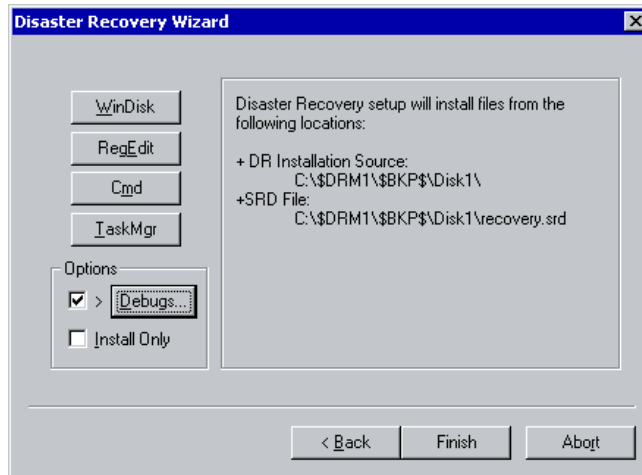 Disaster Recovery Wizard
WinDisk
RegEdit
Cmd
TaskMgr
Options
> Debugs...
Install Only
Disaster Recovery setup will install files from the
following locations:
+ DR Installation Source:
C:\$DRM1\$BKP$\Disk1\
+SRD File:
C:\$DRM1\$BKP$\Disk1\recovery.srd
< Back
Finish
Abort